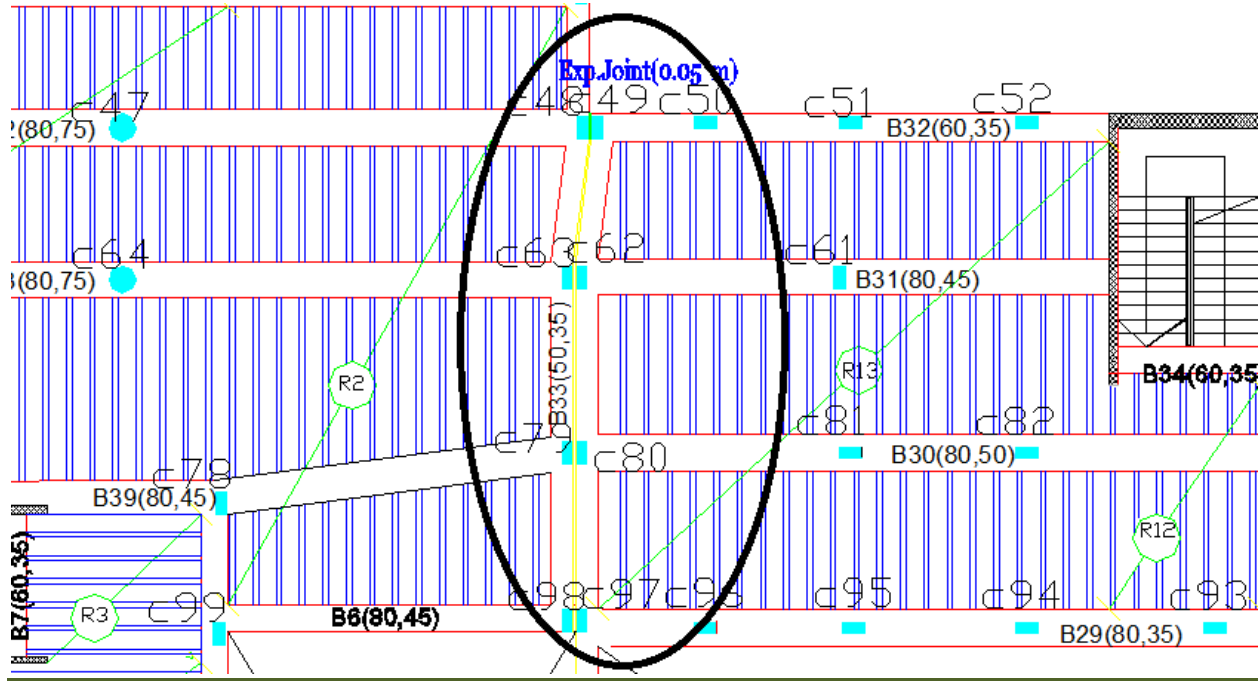 Exp.Joint(0.05 m)
c47
c48
c49
c50
c51
c52
2(80,75)
B32(60,35)
c64
c63
c62
c61
3(80,75)
B31(80,45)
B33(50,35)
R2
R13
B34(60,35
c78
c79
c80
c81
c82
B39(80,45)
B30(80,50)
R12
B7(60,35)
R3
c99
c98
c97
c95
c94
c93
B6(80,45)
B29(80,35)